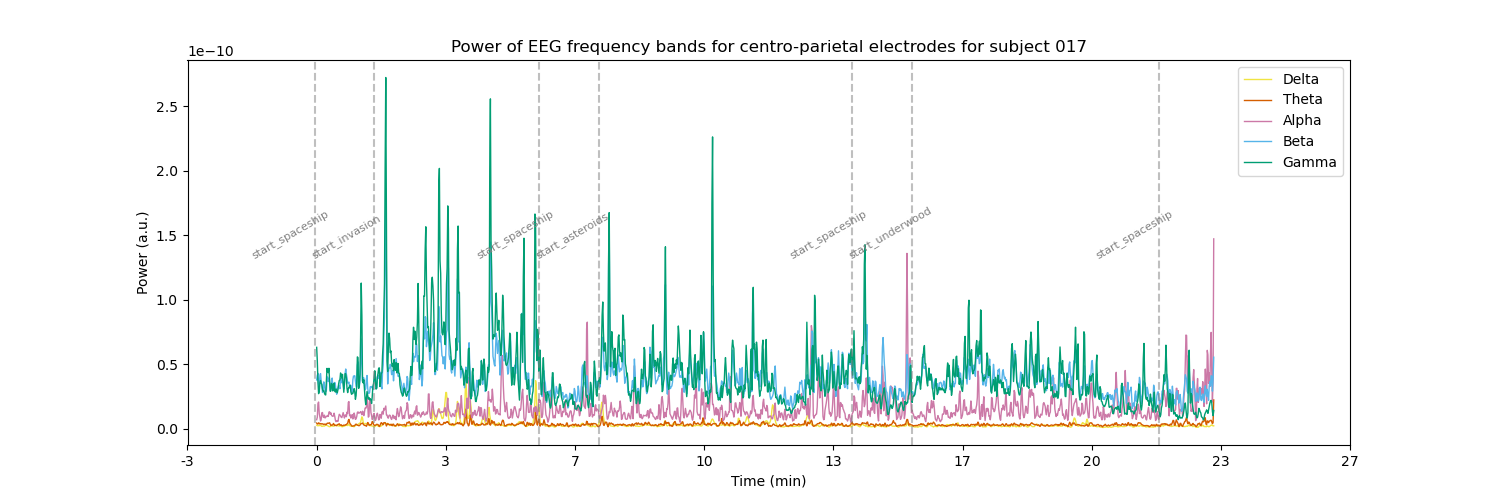 Power of EEG frequency bands for centro-parietal electrodes for subject 017
1e−10
Delta
Theta
Alpha
Beta
Gamma
2.5
2.0
1.5
1.0
0.5
0.0
Power (a.u.)
start_spaceship
start_invasion
start_spaceship
start_asteroids
start_spaceship
start_underwood
start_spaceship
-3
0
3
7
10
13
17
20
23
27
Time (min)